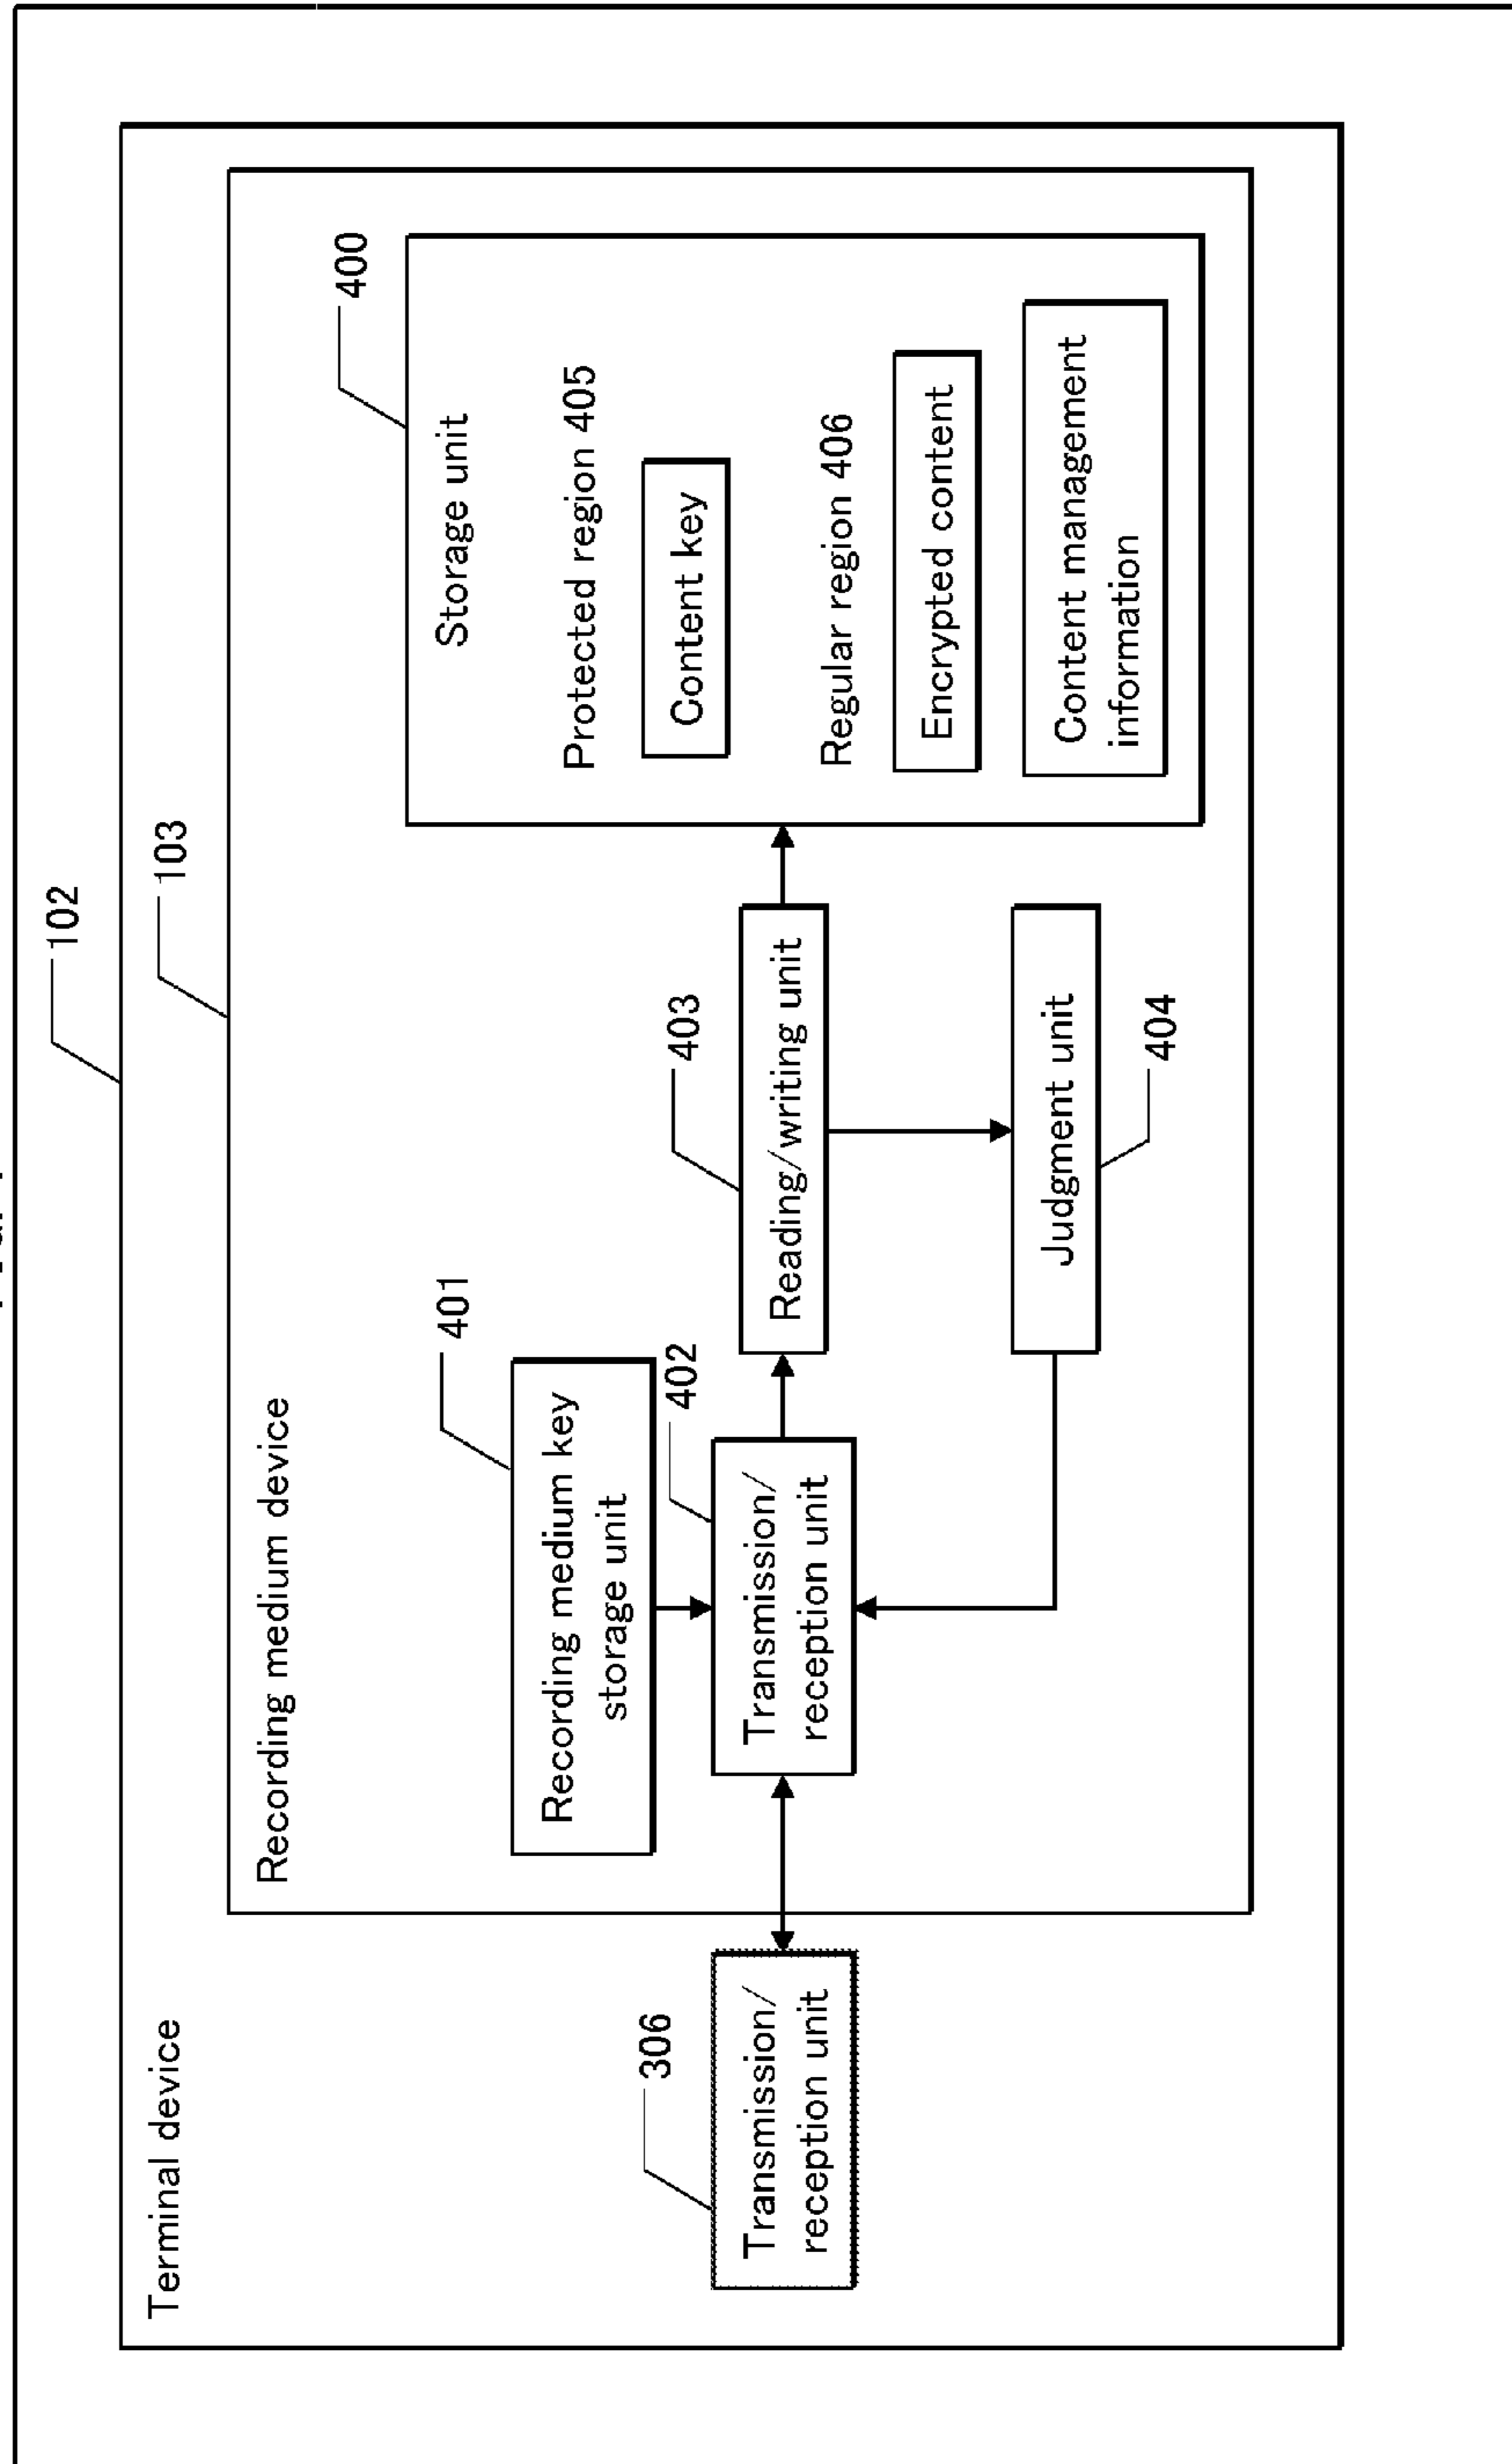 102
Terminal device
103
Recording medium device
306
Transmission/
reception unit
401
Recording medium key
storage unit
402
Transmission/
reception unit
403
Reading/writing unit
Judgment unit
404
400
Storage unit
Protected region 405
Content key
Regular region 406
Encrypted content
Content management
information